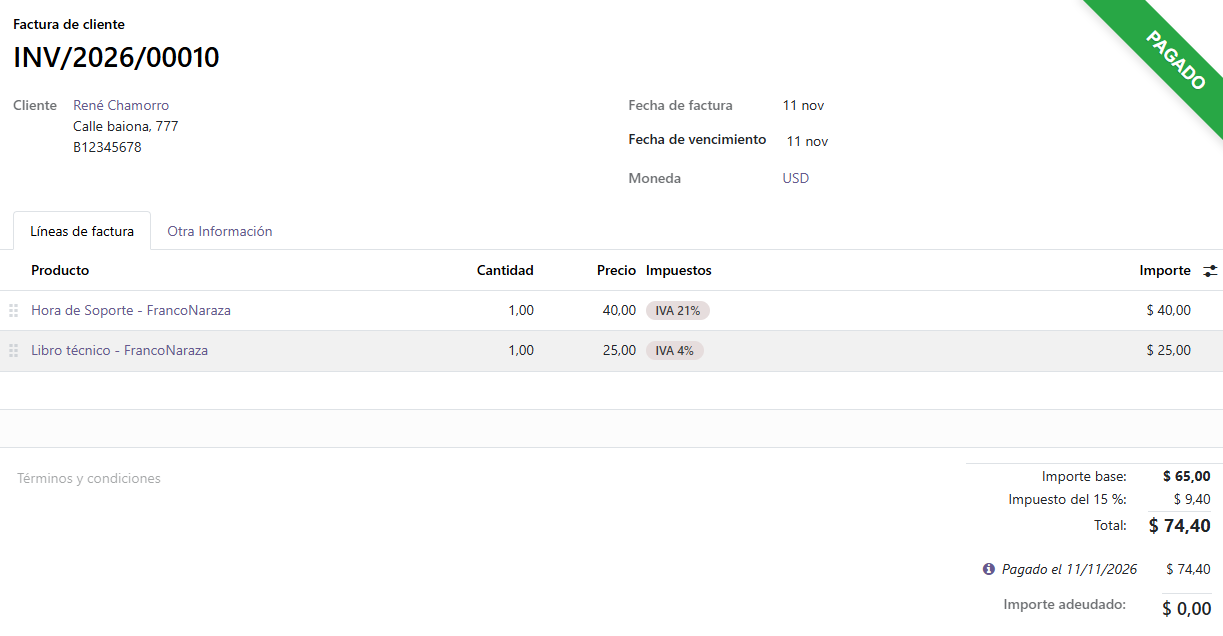 Factura de cliente
INV/2026/00010
PAGADO
Cliente René Chamorro
Calle baiona, 777
B12345678
Fecha de factura 11 nov
Fecha de vencimiento 11 nov
Moneda USD
Líneas de factura Otra Información
Producto Cantidad Precio Impuestos Importe
Hora de Soporte - FrancoNaraza 1,00 40,00 IVA 21% $ 40,00
Libro técnico - FrancoNaraza 1,00 25,00 IVA 4% $ 25,00
Términos y condiciones
Importe base: $ 65,00
Impuesto del 15 %: $ 9,40
Total: $ 74,40
Pagado el 11/11/2026 $ 74,40
Importe adeudado: $ 0,00